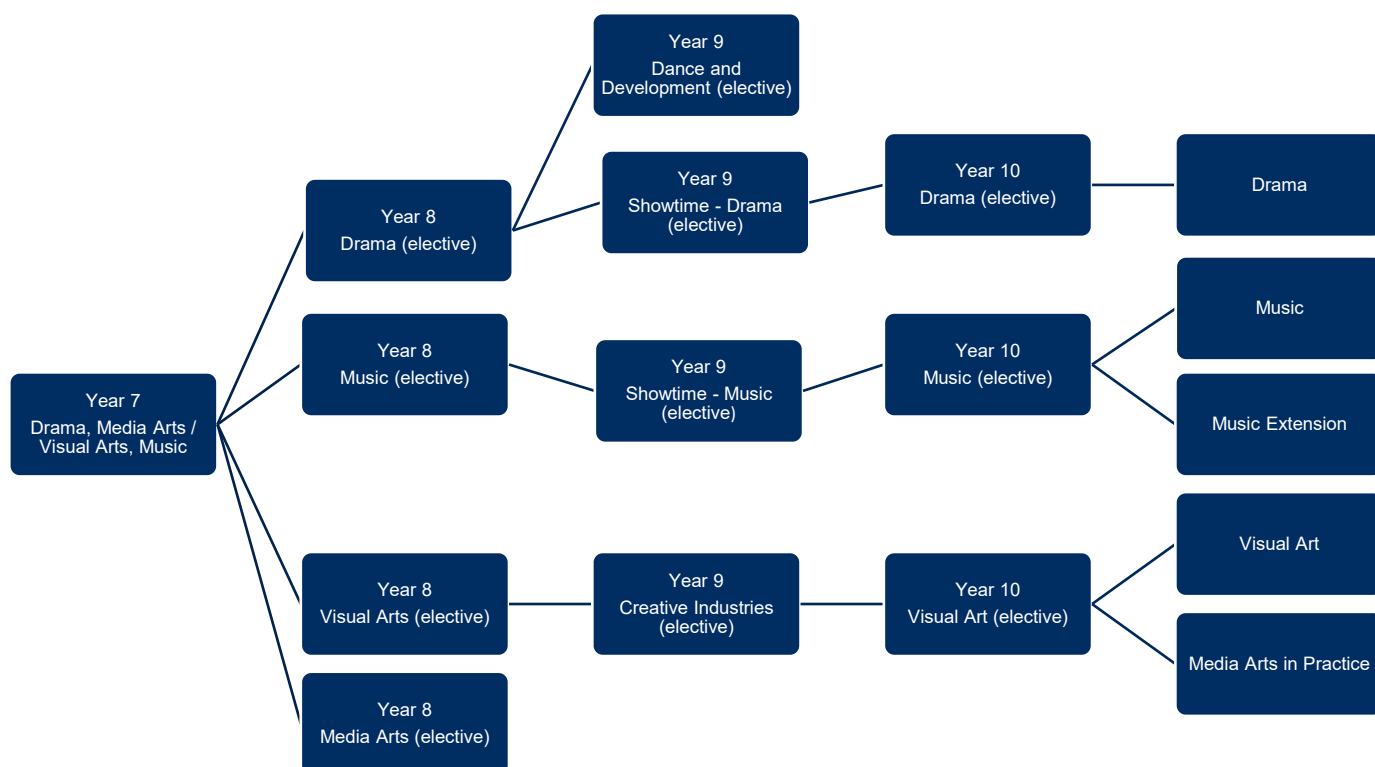 Year 7
Drama, Media Arts /
Visual Arts, Music
Year 8
Drama (elective)
Year 8
Music (elective)
Year 8
Visual Arts (elective)
Year 8
Media Arts (elective)
Year 9
Dance and
Development (elective)
Year 9
Showtime - Drama
(elective)
Year 9
Showtime - Music
(elective)
Year 9
Creative Industries
(elective)
Year 10
Drama (elective)
Year 10
Music (elective)
Year 10
Visual Art (elective)
Drama
Music
Music Extension
Visual Art
Media Arts in Practice